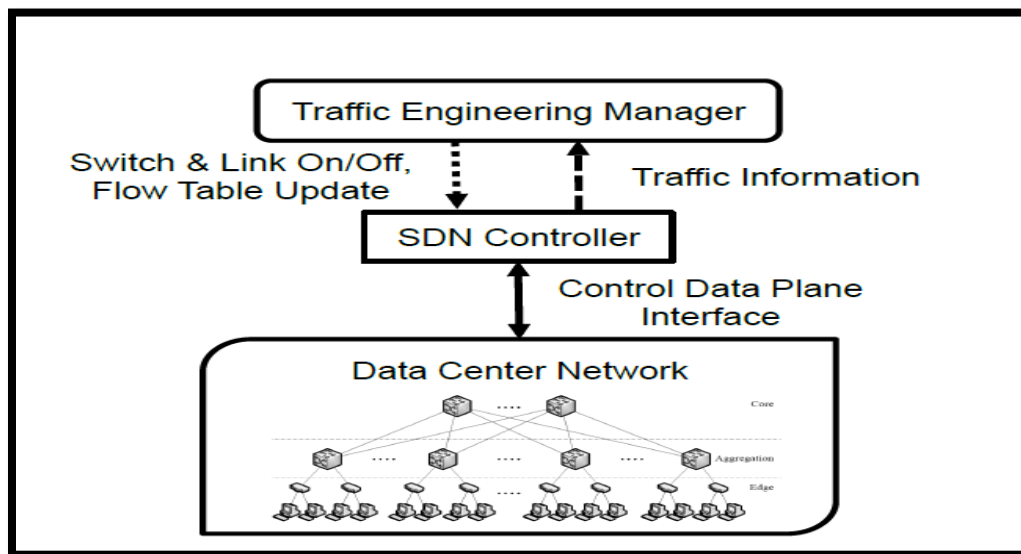 Traffic Engineering Manager
Switch & Link On/Off,
Flow Table Update
Traffic Information
SDN Controller
Control Data Plane
Interface
Data Center Network
Core
Aggregation
Edge